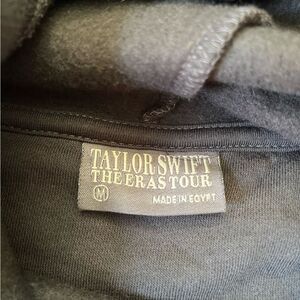 TAYLOR SWIFT
THE ERAS TOUR
M
MADE IN EGYPT